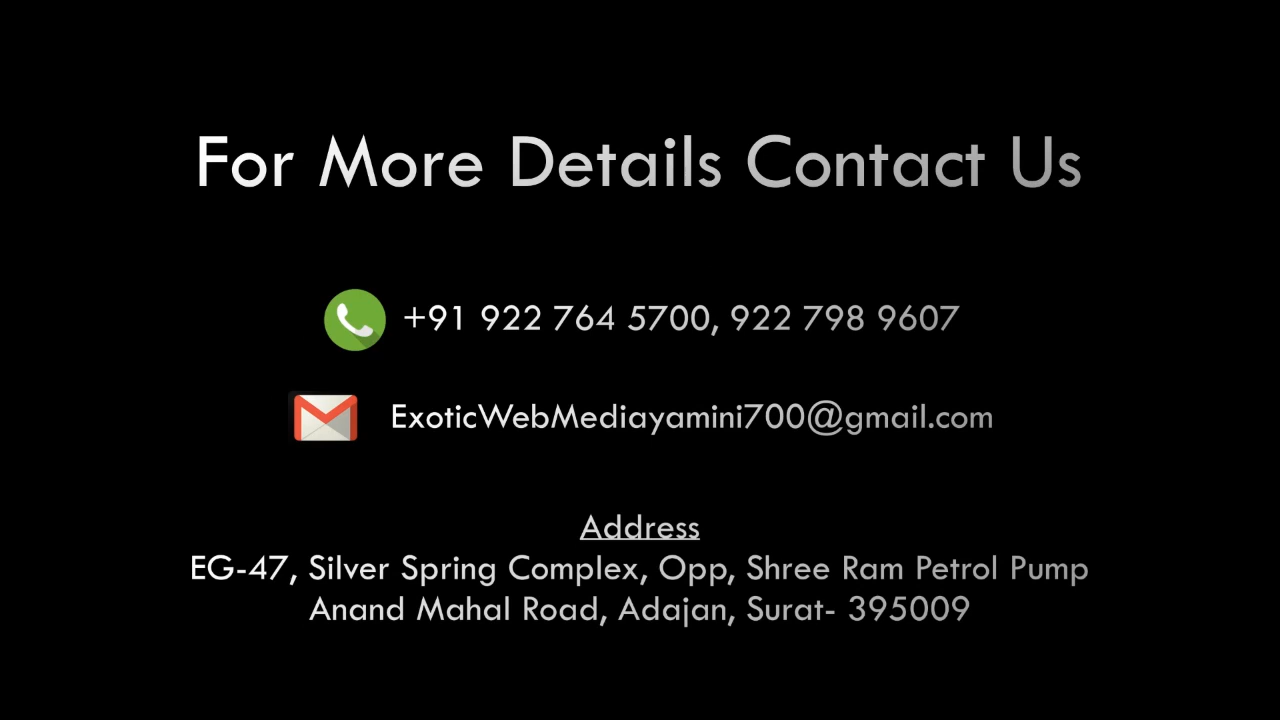 For More Details Contact Us
+91 922 764 5700, 922 798 9607
ExoticWebMediayamini700@gmail.com
Address
EG-47, Silver Spring Complex, Opp, Shree Ram Petrol Pump
Anand Mahal Road, Adajan, Surat- 395009